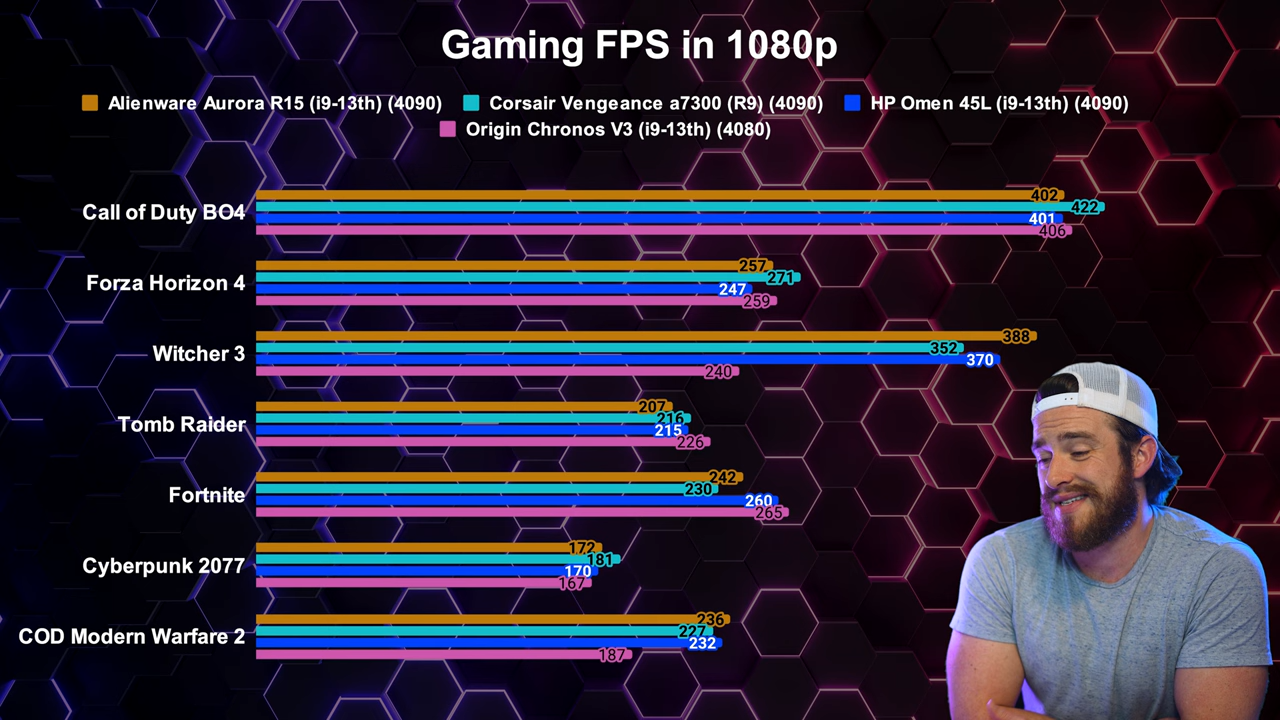 Gaming FPS in 1080p
Alienware Aurora R15 (i9-13th) (4090) Corsair Vengeance a7300 (R9) (4090) HP Omen 45L (i9-13th) (4090)
Origin Chronos V3 (i9-13th) (4080)
Call of Duty BO4
402
422
401
406
Forza Horizon 4
257
271
247
259
Witcher 3
388
352
370
240
Tomb Raider
207
216
215
226
Fortnite
242
230
260
265
Cyberpunk 2077
172
181
170
167
COD Modern Warfare 2
236
227
232
187